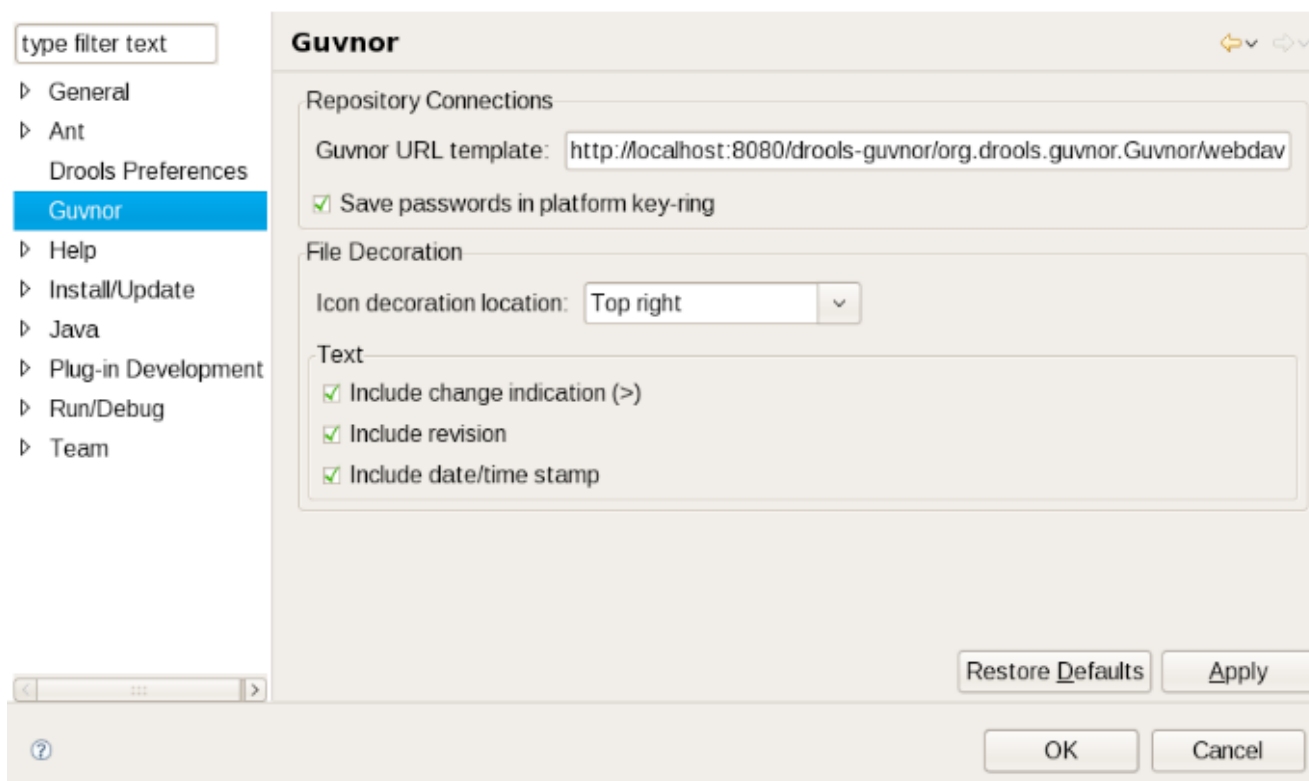 type filter text
General
Ant
Drools Preferences
Guvnor
Help
Install/Update
Java
Plug-in Development
Run/Debug
Team
Guvnor
Repository Connections
Guvnor URL template: http://localhost:8080/drools-guvnor/org.drools.guvnor.Guvnor/webdav
Save passwords in platform key-ring
File Decoration
Icon decoration location: Top right
Text
Include change indication (>)
Include revision
Include date/time stamp
Restore Defaults Apply
OK Cancel